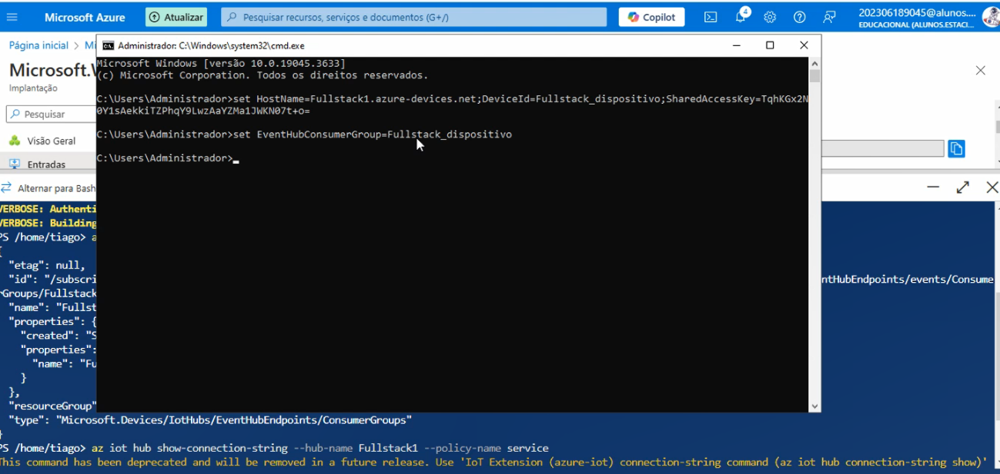 Microsoft Azure
Atualizar
Pesquisar recursos, serviços e documentos (G+/)
Copilot
4
202306189045@alunos....
EDUCACIONAL (ALUNOS.ESTACI...
Página inicial > Mi
Microsoft.
Implantação
Pesquisar
Visão Geral
Entradas
Administrador: C:\Windows\system32\cmd.exe
Microsoft Windows [versão 10.0.19045.3633]
(c) Microsoft Corporation. Todos os direitos reservados.
C:\Users\Administrador>set HostName=Fullstack1.azure-devices.net;DeviceId=Fullstack_dispositivo;SharedAccessKey=TqhKGx2N
0Y1sAekkiTZPhqY9LwzAaYZMa1JWKN07t+o=
C:\Users\Administrador>set EventHubConsumerGroup=Fullstack_dispositivo
C:\Users\Administrador>
Alternar para Bash
VERBOSE: Authenti
VERBOSE: Building
PS /home/tiago> a
{
"etag": null,
"id": "/subscri ntHubEndpoints/events/Consume
rGroups/Fullstack
"name": "Fullst
"properties": {
"created": "S
"properties":
"name": "Fu
}
},
"resourceGroup"
"type": "Microsoft.Devices/IotHubs/EventHubEndpoints/ConsumerGroups"
}
PS /home/tiago> az iot hub show-connection-string --hub-name Fullstack1 --policy-name service
This command has been deprecated and will be removed in a future release. Use 'IoT Extension (azure-iot) connection-string command (az iot hub connection-string show)'